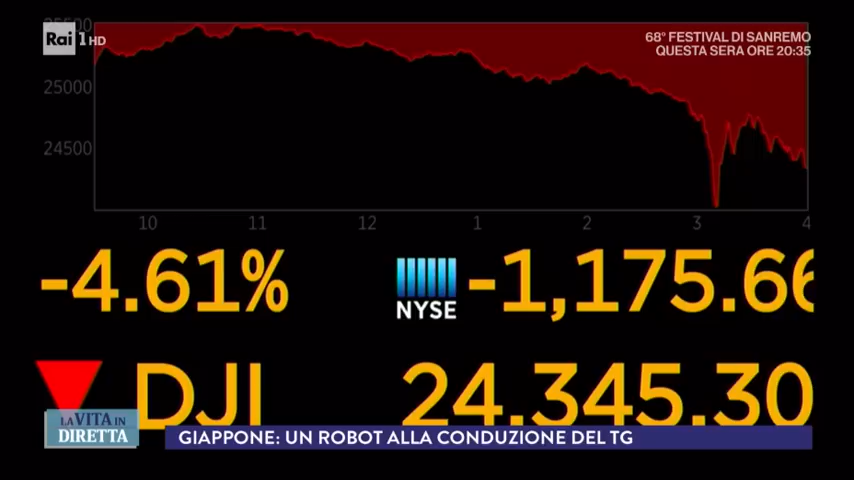 25500
Rai 1 HD
68° FESTIVAL DI SANREMO
QUESTA SERA ORE 20:35
25000
24500
10 11 12 1 2 3 4
-4.61% NYSE -1,175.66
DJI 24,345.30
LA VITA IN
DIRETTA
GIAPPONE: UN ROBOT ALLA CONDUZIONE DEL TG